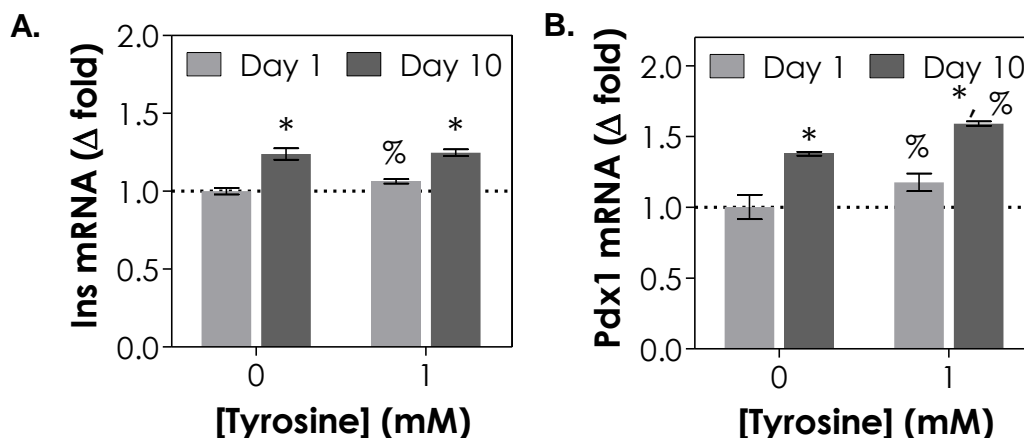 A.
Ins mRNA (Δ fold)
2.0
1.5
1.0
0.5
0.0
Day 1 Day 10
* % *
0 1
[Tyrosine] (mM)
B.
Pdx1 mRNA (Δ fold)
2.0
1.5
1.0
0.5
0.0
Day 1 Day 10
* % *, %
0 1
[Tyrosine] (mM)